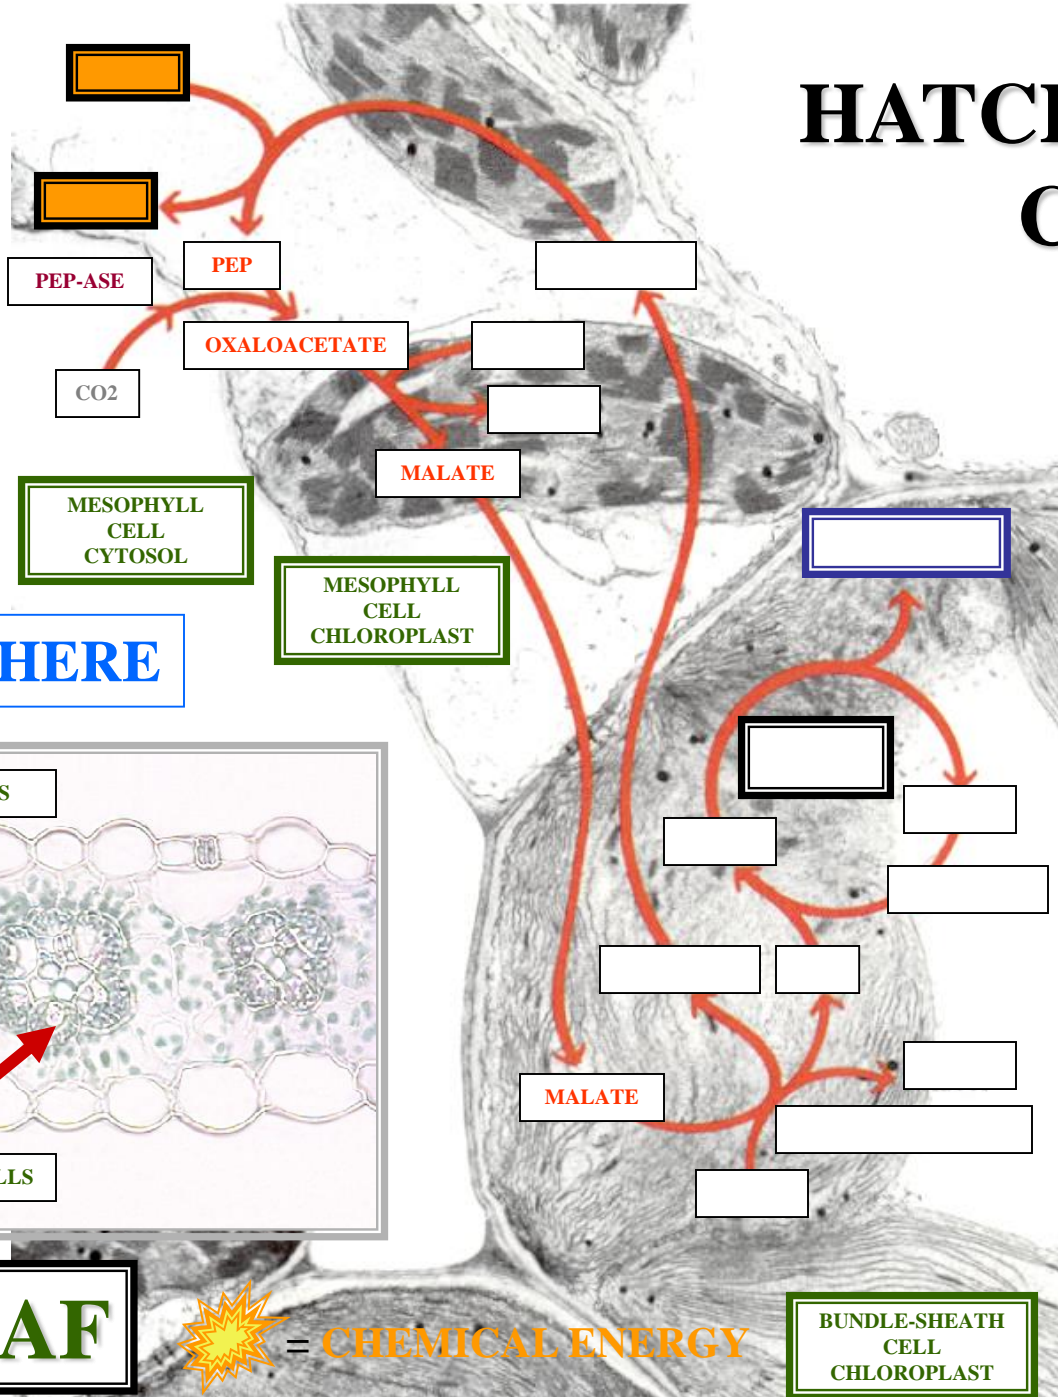 HATC
C
PEP-ASE
PEP
OXALOACETATE
CO2
MALATE
MESOPHYLL
CELL
CYTOSOL
MESOPHYLL
CELL
CHLOROPLAST
HERE
S
MALATE
LLS
AF
= CHEMICAL ENERGY
BUNDLE-SHEATH
CELL
CHLOROPLAST